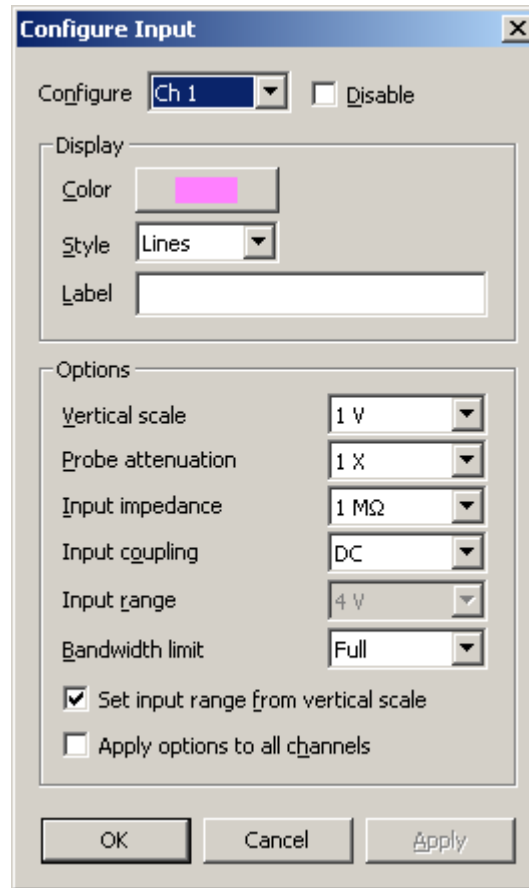 Configure Input
Configure Ch 1 Disable
Display
Color
Style Lines
Label
Options
Vertical scale 1 V
Probe attenuation 1 X
Input impedance 1 MΩ
Input coupling DC
Input range 4 V
Bandwidth limit Full
Set input range from vertical scale
Apply options to all channels
OK Cancel Apply